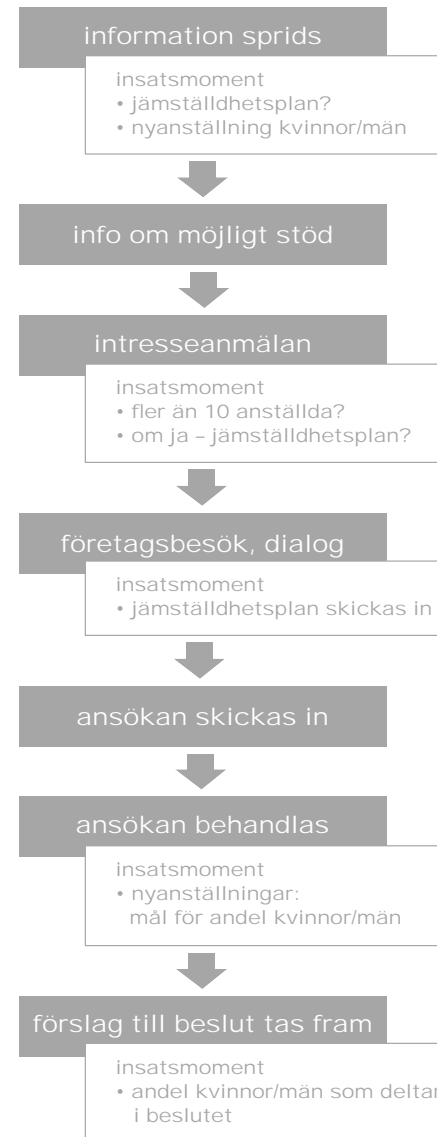 information sprids
insatsmoment
• jämställdhetsplan?
• nyanställning kvinnor/män
info om möjligt stöd
intresseanmälan
insatsmoment
• fler än 10 anställda?
• om ja – jämställdhetsplan?
företagsbesök, dialog
insatsmoment
• jämställdhetsplan skickas in
ansökan skickas in
ansökan behandlas
insatsmoment
• nyanställningar:
mål för andel kvinnor/män
förslag till beslut tas fram
insatsmoment
• andel kvinnor/män som deltar
i beslutet